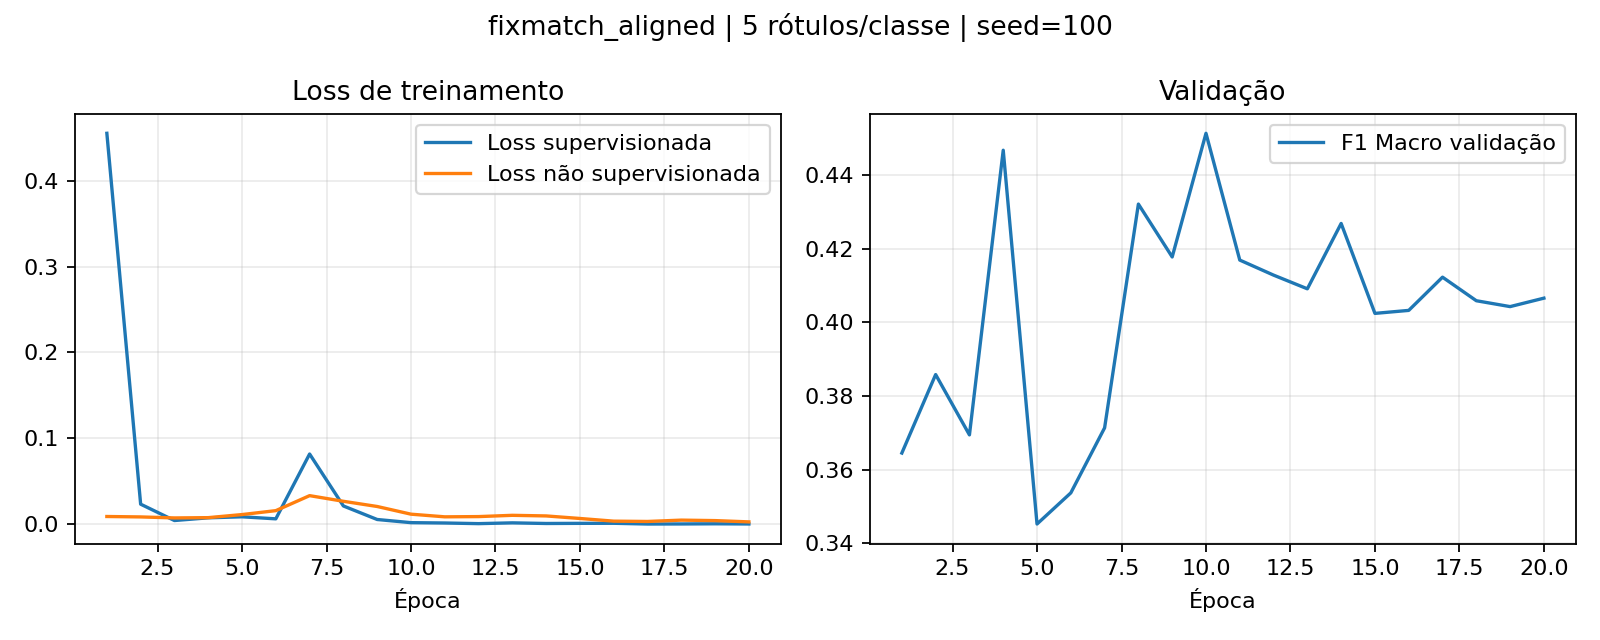 fixmatch_aligned | 5 rótulos/classe | seed=100
Loss de treinamento
Loss supervisionada
Loss não supervisionada
0.4
0.3
0.2
0.1
0.0
2.5 5.0 7.5 10.0 12.5 15.0 17.5 20.0
Época
Validação
F1 Macro validação
0.44
0.42
0.40
0.38
0.36
0.34
2.5 5.0 7.5 10.0 12.5 15.0 17.5 20.0
Época